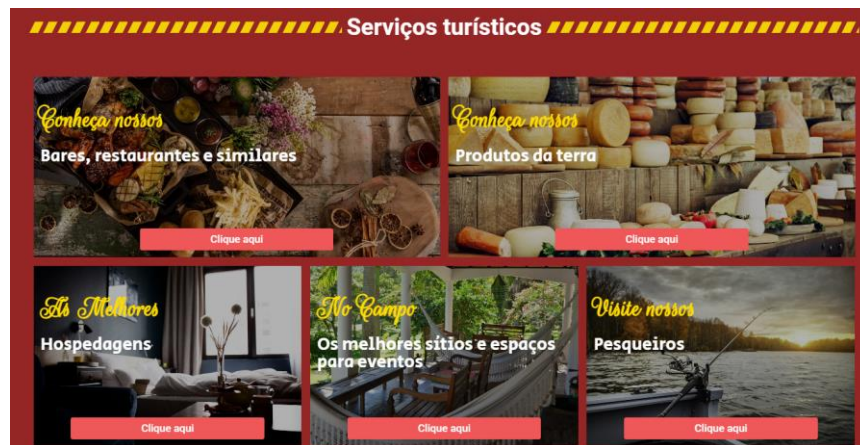 Serviços turísticos
Conheça nossos
Bares, restaurantes e similares
Clique aqui
Conheça nossos
Produtos da terra
Clique aqui
As Melhores
Hospedagens
Clique aqui
No Campo
Os melhores sítios e espaços
para eventos
Clique aqui
Visite nossos
Pesqueiros
Clique aqui